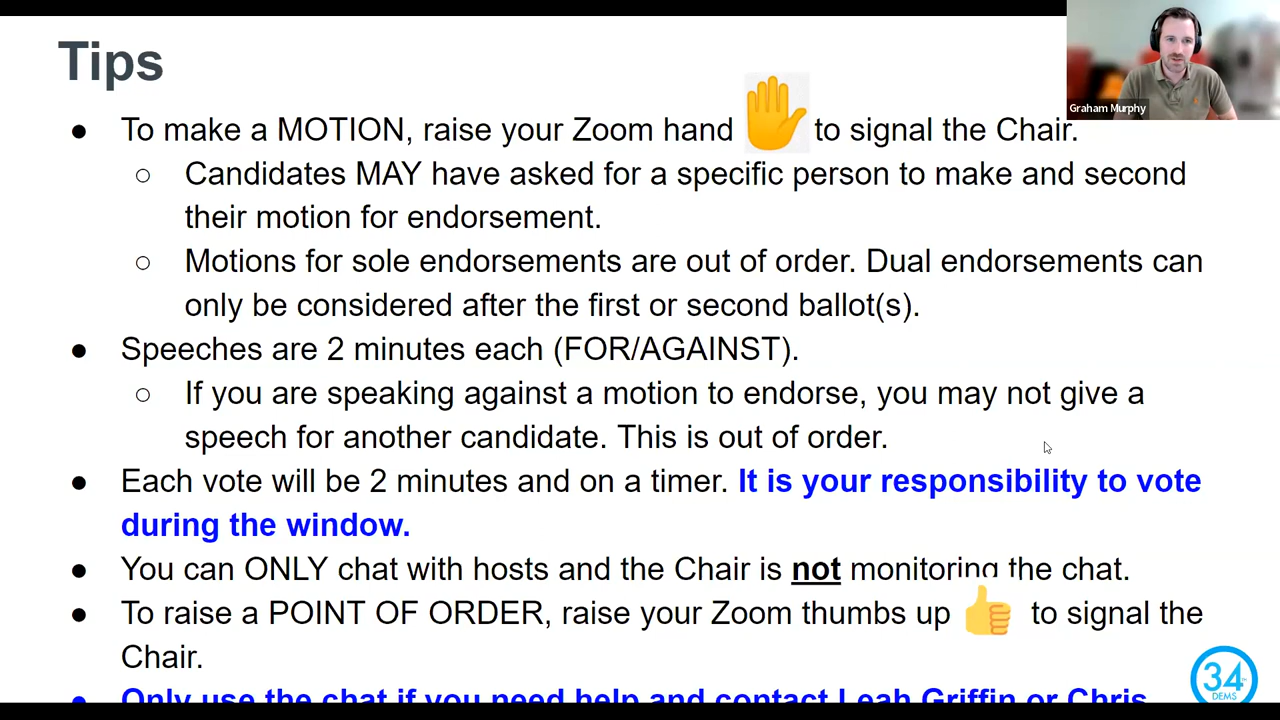 Tips
Graham Murphy
● To make a MOTION, raise your Zoom hand ✋ to signal the Chair.
○ Candidates MAY have asked for a specific person to make and second
their motion for endorsement.
○ Motions for sole endorsements are out of order. Dual endorsements can
only be considered after the first or second ballot(s).
● Speeches are 2 minutes each (FOR/AGAINST).
○ If you are speaking against a motion to endorse, you may not give a
speech for another candidate. This is out of order.
● Each vote will be 2 minutes and on a timer. It is your responsibility to vote
during the window.
● You can ONLY chat with hosts and the Chair is not monitoring the chat.
● To raise a POINT OF ORDER, raise your Zoom thumbs up 👍 to signal the
Chair.
● Only use the chat if you need help and contact Leah Griffin or Chris
34
DEMS